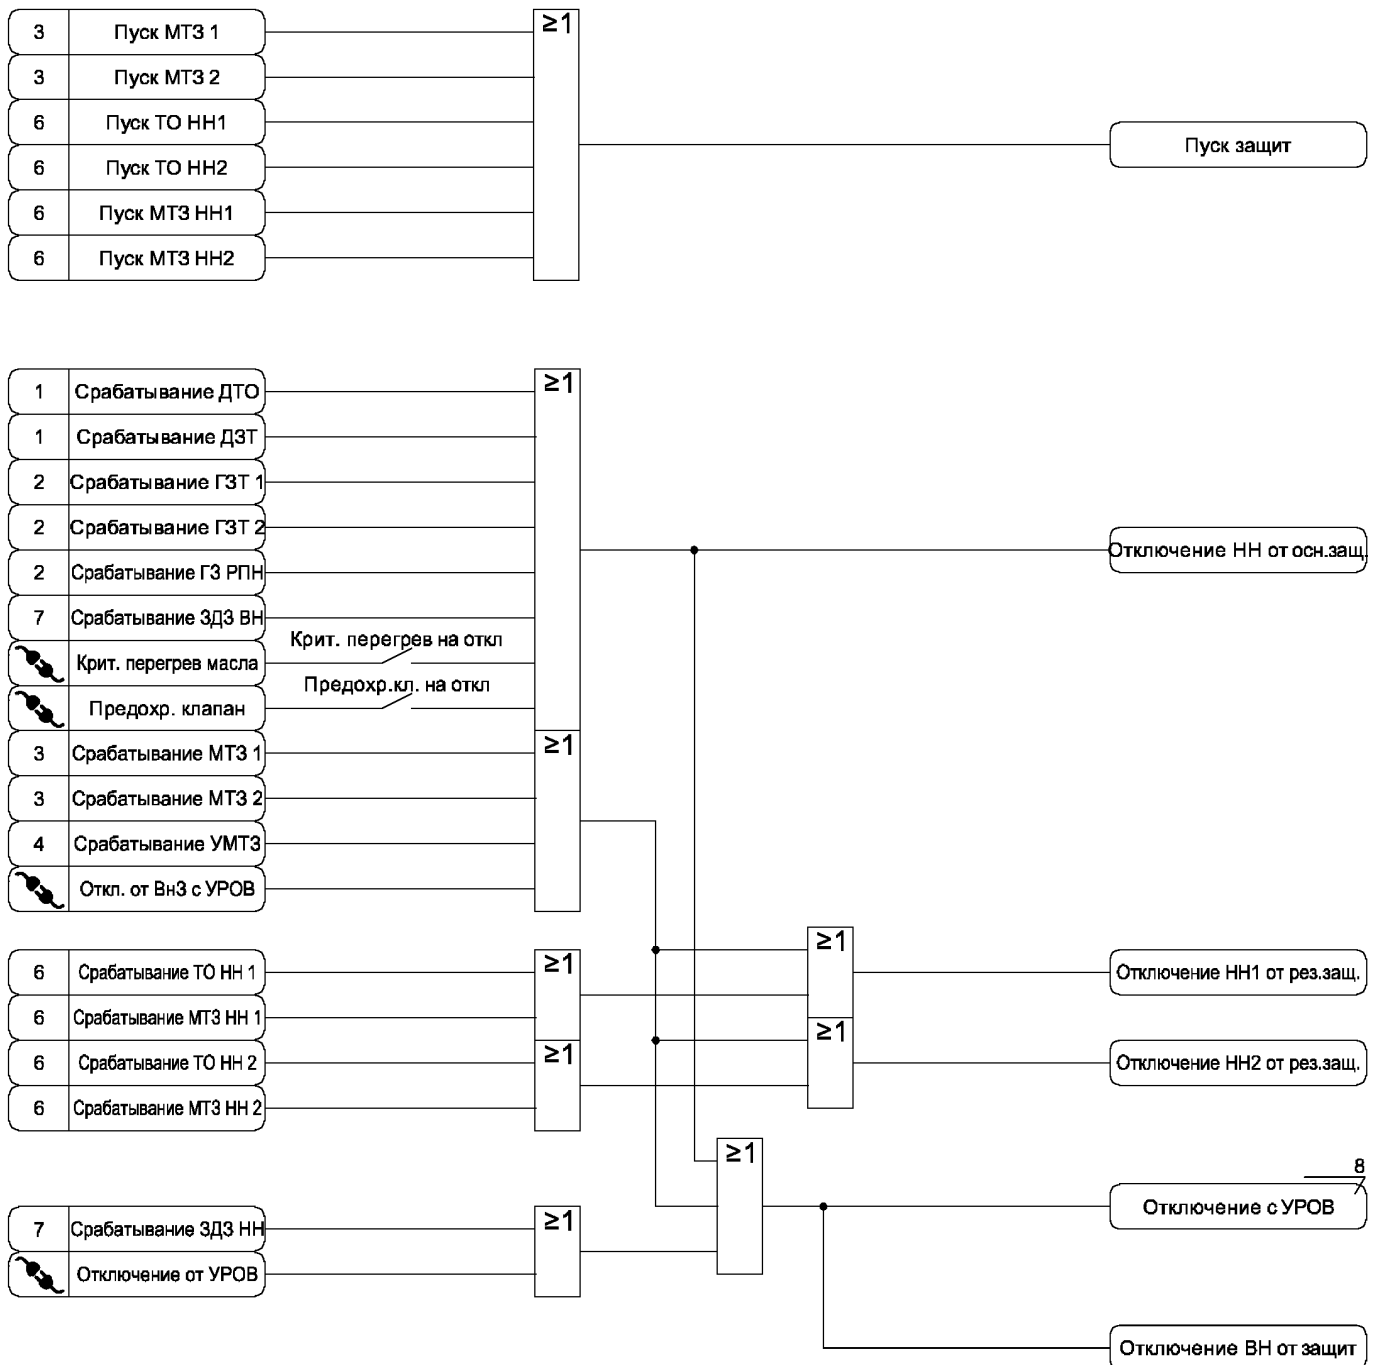 3 Пуск МТЗ 1 ≥1
3 Пуск МТЗ 2
6 Пуск ТО НН1
Пуск защит
6 Пуск ТО НН2
6 Пуск МТЗ НН1
6 Пуск МТЗ НН2
1 Срабатывание ДТО ≥1
1 Срабатывание ДЗТ
2 Срабатывание ГЗТ 1
2 Срабатывание ГЗТ 2
Отключение НН от осн.защ.
2 Срабатывание ГЗ РПН
7 Срабатывание ЗДЗ ВН
Крит. перегрев на откл
Крит. перегрев масла
Предохр.кл. на откл
Предохр. клапан
3 Срабатывание МТЗ 1 ≥1
3 Срабатывание МТЗ 2
4 Срабатывание УМТЗ
Откл. от ВнЗ с УРОВ
≥1
6 Срабатывание ТО НН 1 ≥1 Отключение НН1 от рез.защ.
6 Срабатывание МТЗ НН 1
≥1
6 Срабатывание ТО НН 2 ≥1 Отключение НН2 от рез.защ.
6 Срабатывание МТЗ НН 2
≥1
8
Отключение с УРОВ
7 Срабатывание ЗДЗ НН ≥1
Отключение от УРОВ
Отключение ВН от защит